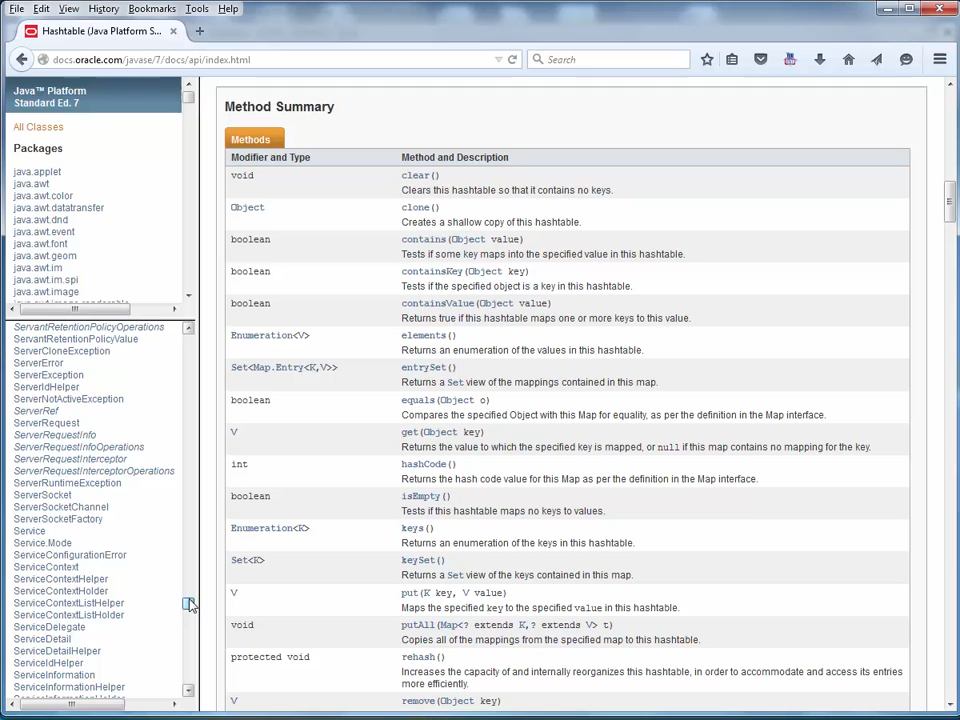 File Edit View History Bookmarks Tools Help
Hashtable (Java Platform S...
docs.oracle.com/javase/7/docs/api/index.html
Search
Java™ Platform
Standard Ed. 7
All Classes
Packages
java.applet
java.awt
java.awt.color
java.awt.datatransfer
java.awt.dnd
java.awt.event
java.awt.font
java.awt.geom
java.awt.im
java.awt.im.spi
java.awt.image
java.awt.image.renderable
ServantRetentionPolicyOperations
ServantRetentionPolicyValue
ServerCloneException
ServerError
ServerException
ServerIdHelper
ServerNotActiveException
ServerRef
ServerRequest
ServerRequestInfo
ServerRequestInfoOperations
ServerRequestInterceptor
ServerRequestInterceptorOperations
ServerRuntimeException
ServerSocket
ServerSocketChannel
ServerSocketFactory
Service
Service.Mode
ServiceConfigurationError
ServiceContext
ServiceContextHelper
ServiceContextHolder
ServiceContextListHelper
ServiceContextListHolder
ServiceDelegate
ServiceDetail
ServiceDetailHelper
ServiceIdHelper
ServiceInformation
ServiceInformationHelper
ServiceInformationHolder
Method Summary
Methods
Modifier and Type Method and Description
void clear()
Clears this hashtable so that it contains no keys.
Object clone()
Creates a shallow copy of this hashtable.
boolean contains(Object value)
Tests if some key maps into the specified value in this hashtable.
boolean containsKey(Object key)
Tests if the specified object is a key in this hashtable.
boolean containsValue(Object value)
Returns true if this hashtable maps one or more keys to this value.
Enumeration<V> elements()
Returns an enumeration of the values in this hashtable.
Set<Map.Entry<K,V>> entrySet()
Returns a Set view of the mappings contained in this map.
boolean equals(Object o)
Compares the specified Object with this Map for equality, as per the definition in the Map interface.
V get(Object key)
Returns the value to which the specified key is mapped, or null if this map contains no mapping for the key.
int hashCode()
Returns the hash code value for this Map as per the definition in the Map interface.
boolean isEmpty()
Tests if this hashtable maps no keys to values.
Enumeration<K> keys()
Returns an enumeration of the keys in this hashtable.
Set<K> keySet()
Returns a Set view of the keys contained in this map.
V put(K key, V value)
Maps the specified key to the specified value in this hashtable.
void putAll(Map<? extends K,? extends V> t)
Copies all of the mappings from the specified map to this hashtable.
protected void rehash()
Increases the capacity of and internally reorganizes this hashtable, in order to accommodate and access its entries
more efficiently.
V remove(Object key)